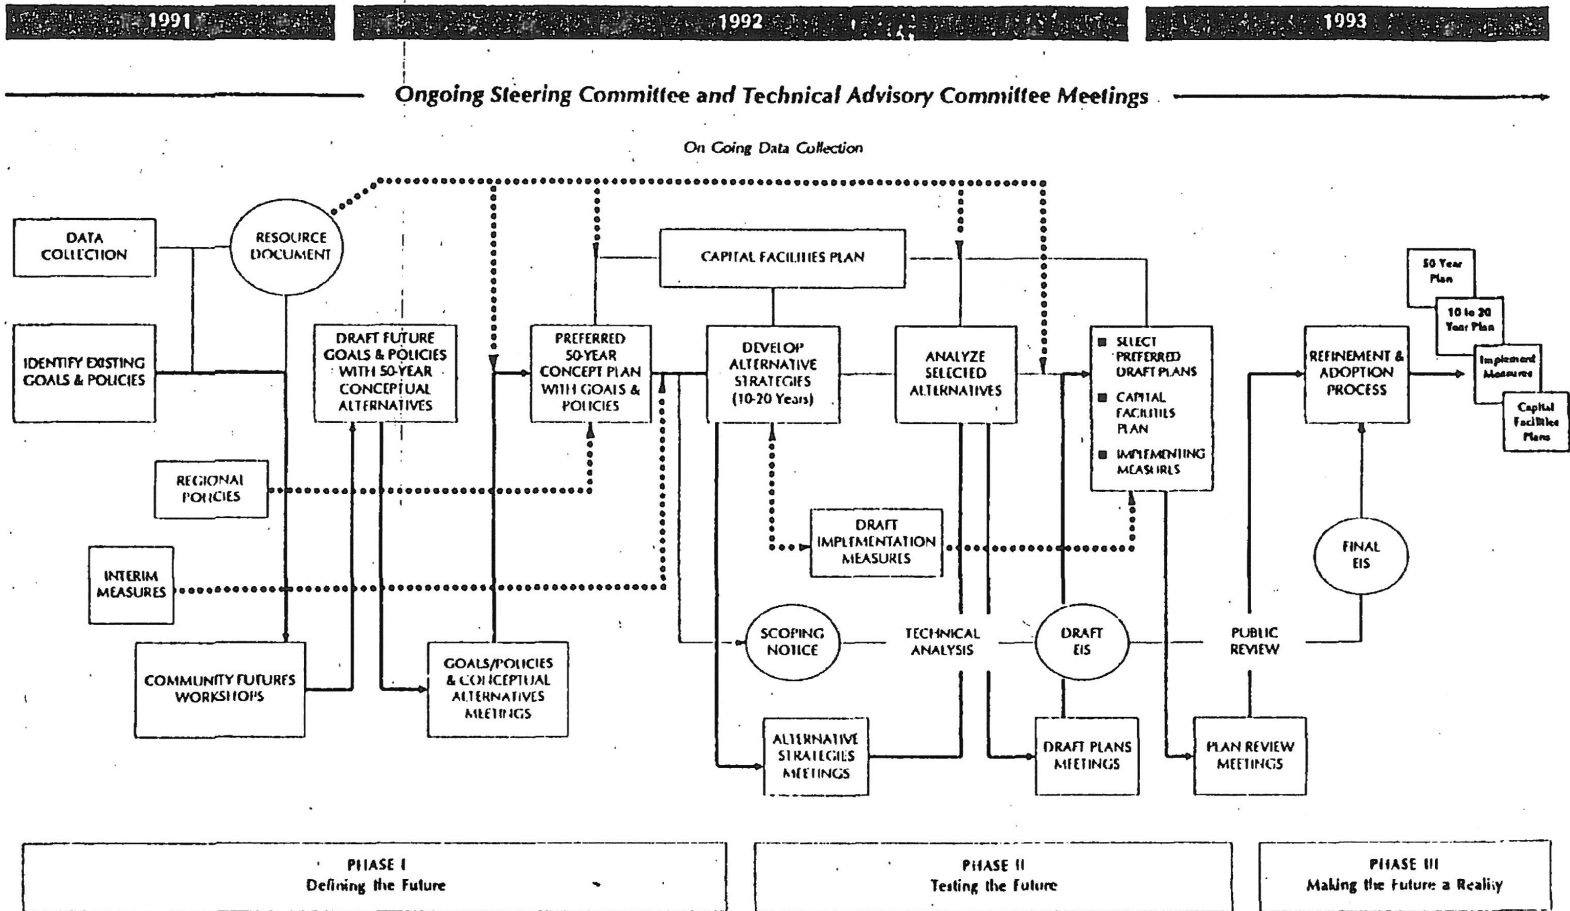 1991
1992
1993
Ongoing Steering Committee and Technical Advisory Committee Meetings
On Going Data Collection
DATA
COLLECTION
RESOURCE
DOCUMENT
CAPITAL FACILITIES PLAN
IDENTIFY EXISTING
GOALS & POLICIES
DRAFT FUTURE
GOALS & POLICIES
WITH 50-YEAR
CONCEPTUAL
ALTERNATIVES
PREFERRED
50-YEAR
CONCEPT PLAN
WITH GOALS &
POLICIES
DEVELOP
ALTERNATIVE
STRATEGIES
(10-20 Years)
ANALYZE
SELECTED
ALTERNATIVES
SELECT
PREFERRED
DRAFT PLANS
CAPITAL
FACILITIES
PLAN
IMPLEMENTING
MEASURES
REFINEMENT &
ADOPTION
PROCESS
50 Year
Plan
10 to 20
Year Plan
Implement
Measures
Capital
Facilities
Plans
REGIONAL
POLICIES
DRAFT
IMPLEMENTATION
MEASURES
INTERIM
MEASURES
FINAL
EIS
COMMUNITY FUTURES
WORKSHOPS
GOALS/POLICIES
& CONCEPTUAL
ALTERNATIVES
MEETINGS
SCOPING
NOTICE
TECHNICAL
ANALYSIS
DRAFT
EIS
PUBLIC
REVIEW
ALTERNATIVE
STRATEGIES
MEETINGS
DRAFT PLANS
MEETINGS
PLAN REVIEW
MEETINGS
PHASE I
Defining the Future
PHASE II
Testing the Future
PHASE III
Making the Future a Reality